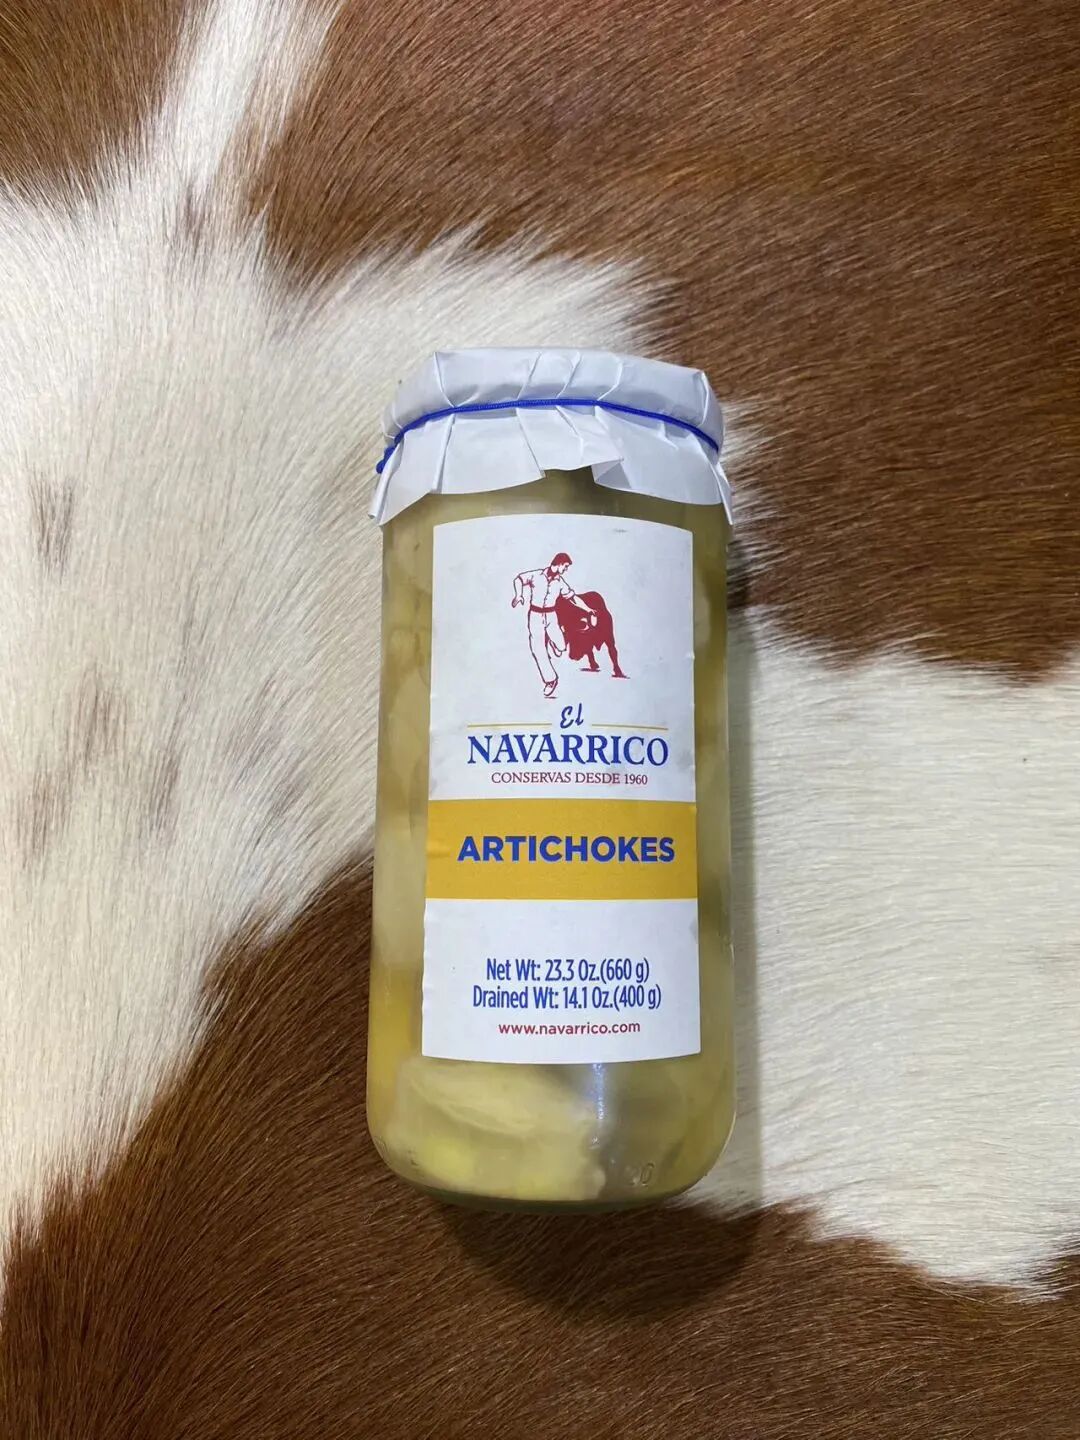 El
NAVARRICO
CONSERVAS DESDE 1960
ARTICHOKES
Net Wt: 23.3 Oz.(660 g)
Drained Wt: 14.1 Oz.(400 g)
www.navarrico.com